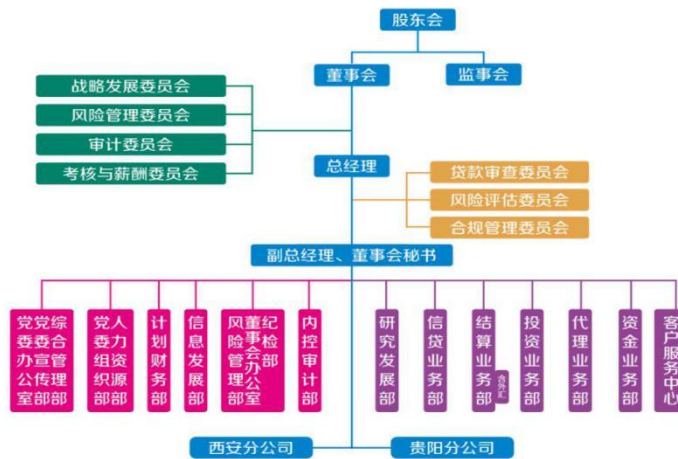 股东会
董事会
监事会
战略发展委员会
风险管理委员会
审计委员会
考核与薪酬委员会
总经理
贷款审查委员会
风险评估委员会
合规管理委员会
副总经理、董事会秘书
综合管理部
党委宣传部
党委办公室
人力资源部
党委组织部
计划财务部
信息发展部
纪检部
董事会办公室
风险管理部
内控审计部
研究发展部
信贷业务部
结算业务部
投资业务部
代理业务部
资金业务部
客户服务中心
西安分公司
贵阳分公司